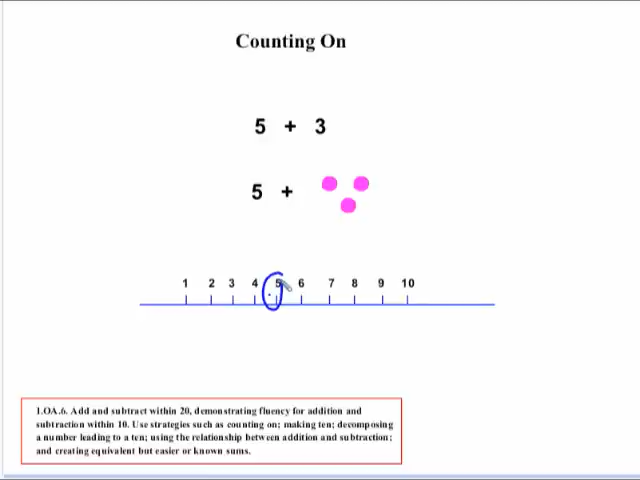 Counting On
5 + 3
5 +
1 2 3 4 5 6 7 8 9 10
1.OA.6. Add and subtract within 20, demonstrating fluency for addition and
subtraction within 10. Use strategies such as counting on; making ten; decomposing
a number leading to a ten; using the relationship between addition and subtraction;
and creating equivalent but easier or known sums.